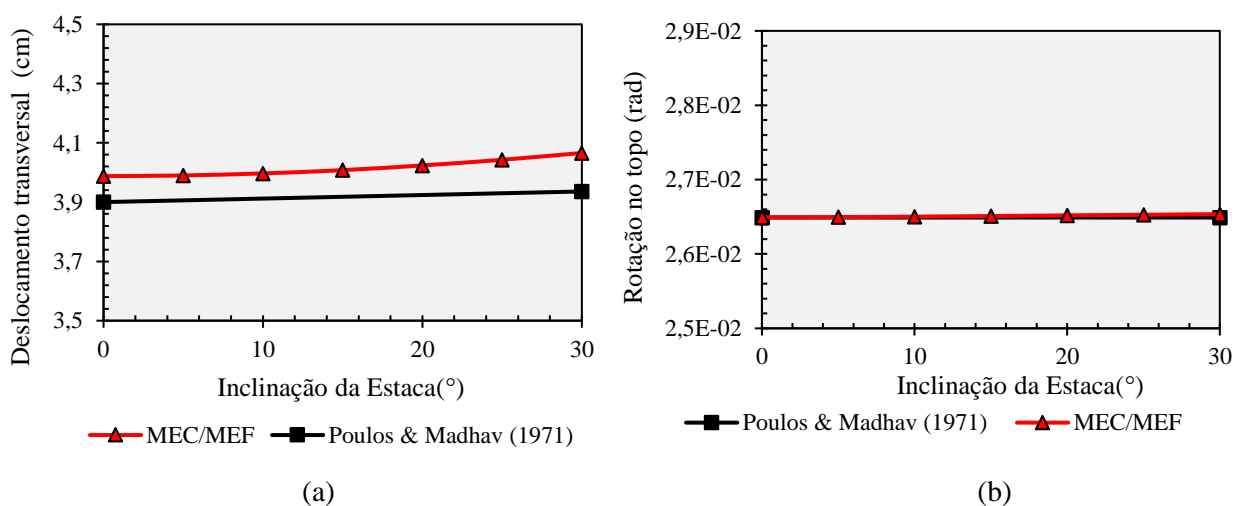 Deslocamento transversal (cm)
4,5
4,3
4,1
3,9
3,7
3,5
0
10
20
30
Inclinação da Estaca(°)
MEC/MEF
Poulos & Madhav (1971)
(a)
Rotação no topo (rad)
2,9E-02
2,8E-02
2,7E-02
2,6E-02
2,5E-02
0
10
20
30
Inclinação da Estaca(°)
Poulos & Madhav (1971)
MEC/MEF
(b)